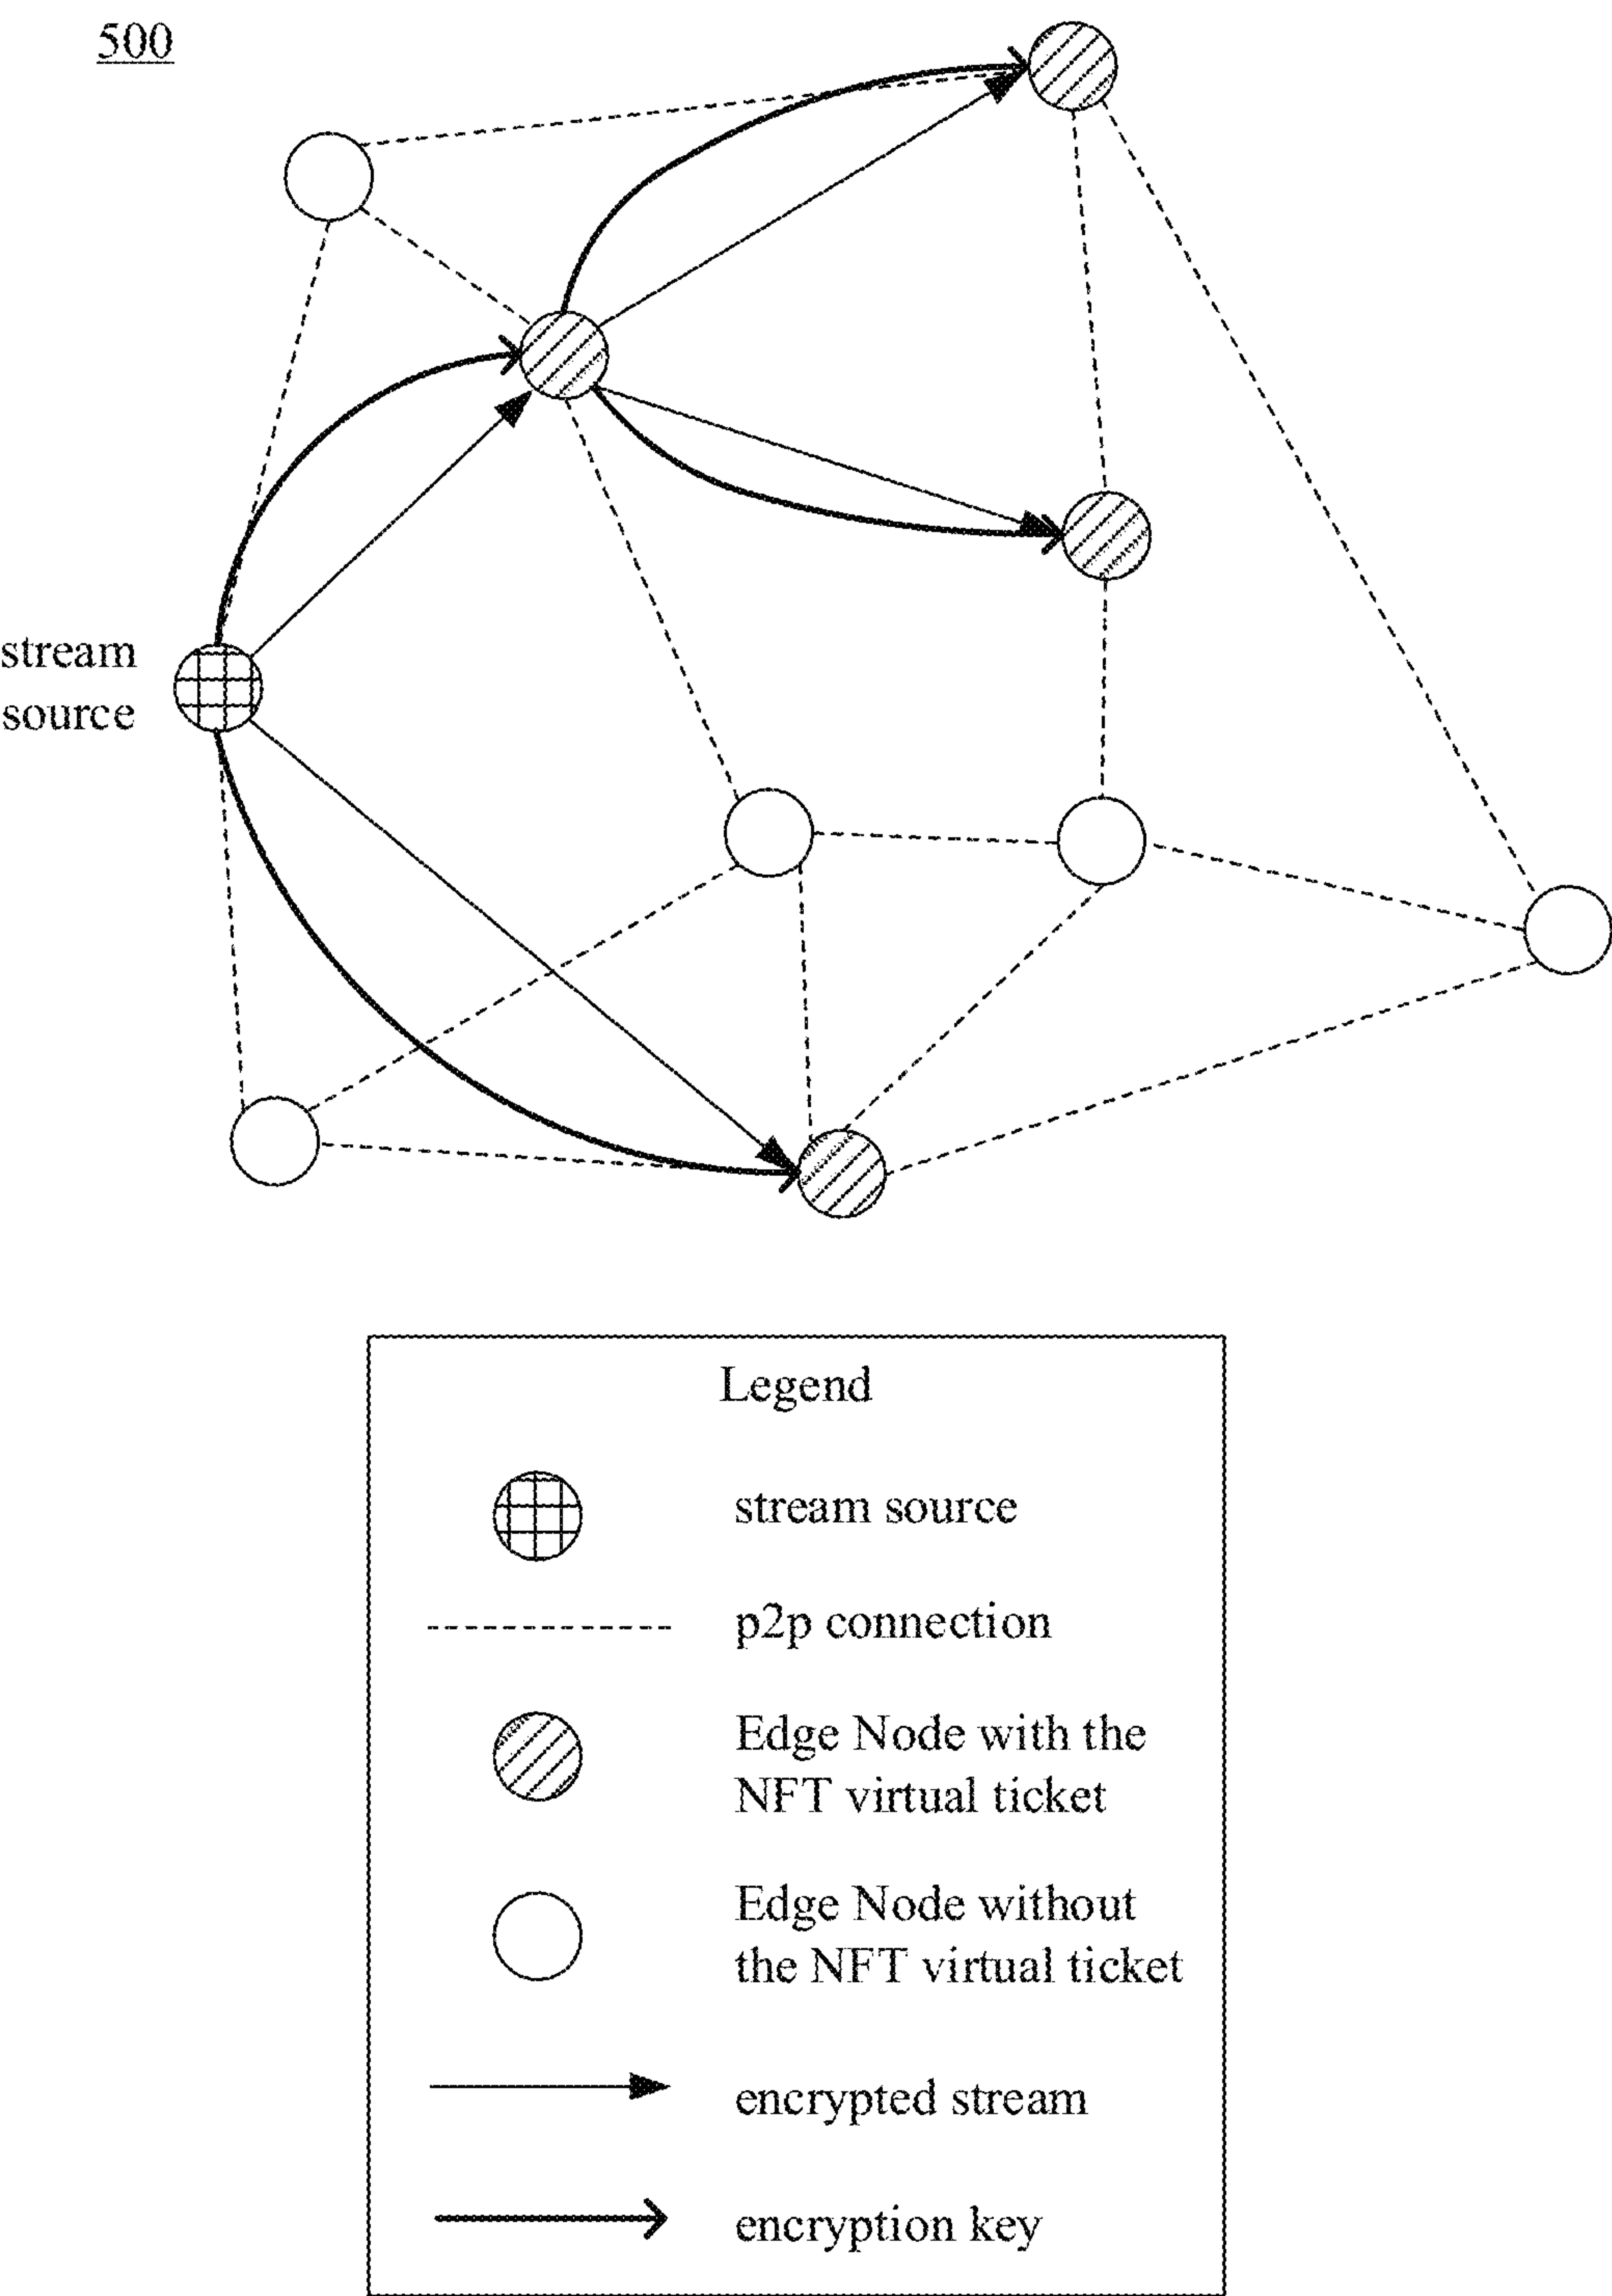 500
stream
source
Legend
stream source
p2p connection
Edge Node with the
NFT virtual ticket
Edge Node without
the NFT virtual ticket
encrypted stream
encryption key